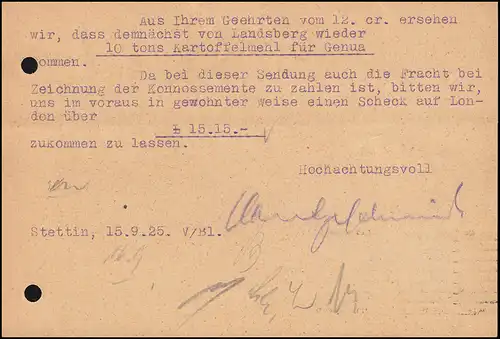 Aus Ihrem Geehrten vom 12. cr. ersehen
wir, dass demnächst von Landsberg wieder
10 tons Kartoffelmehl für Genua
kommen.
Da bei dieser Sendung auch die Fracht bei
Zeichnung der Konnossemente zu zahlen ist, bitten wir,
uns im voraus in gewohnter weise einen Scheck auf Lon-
don über
₤ 15.15.-
zukommen zu lassen.
Hochachtungsvoll
Stettin, 15.9.25. V/Bl.